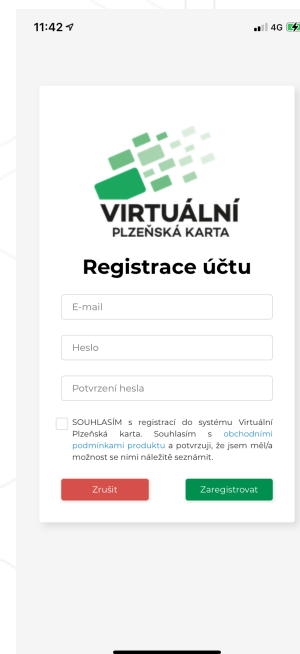 11:42
4G
VIRTUÁLNÍ
PLZEŇSKÁ KARTA
Registrace účtu
E-mail
Heslo
Potvrzení hesla
SOUHLASÍM s registrací do systému Virtuální
Plzeňská karta. Souhlasím s obchodními
podmínkami produktu a potvrzuji, že jsem měl/a
možnost se nimi náležitě seznámit.
Zrušit
Zaregistrovat